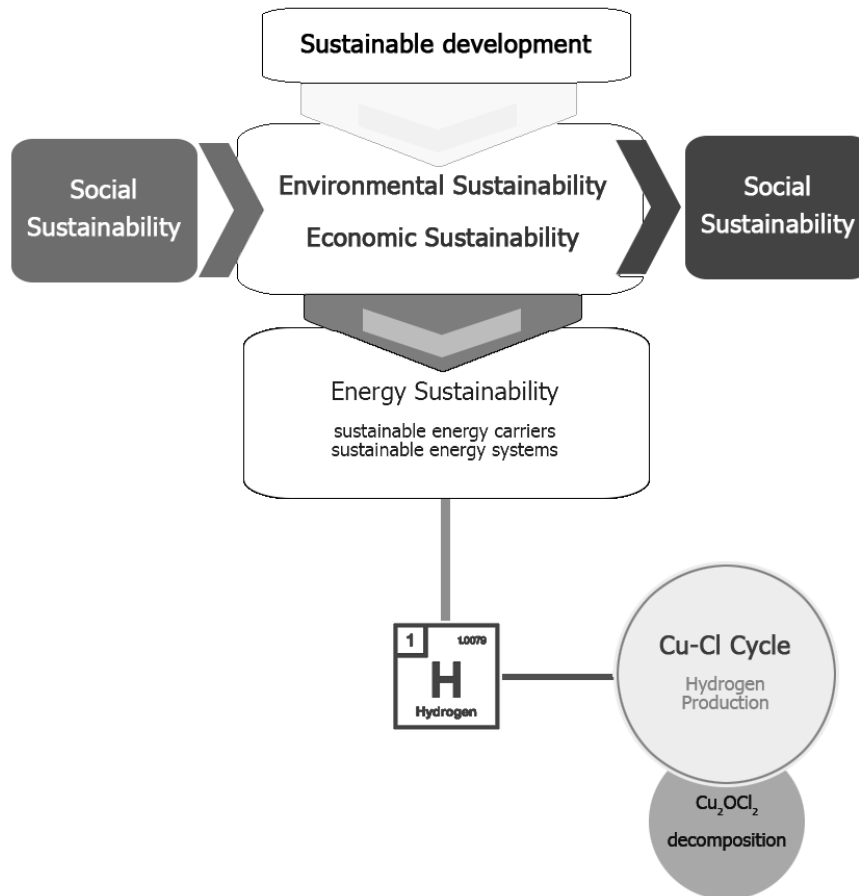 Sustainable development
Social
Sustainability
Environmental Sustainability
Economic Sustainability
Social
Sustainability
Energy Sustainability
sustainable energy carriers
sustainable energy systems
1
1.0079
H
Hydrogen
Cu-Cl Cycle
Hydrogen
Production
Cu₂OCl₂
decomposition